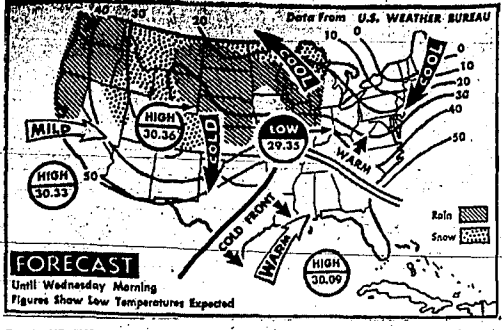 Data From U.S. WEATHER BUREAU
40 30 20 10 0
COOL
COOL
0
10
20
30
40
50
HIGH
30.36
COLD
LOW
29.35
MILD
WARM
HIGH
30.33
50
COLD FRONT
WARM
HIGH
30.09
Rain
Snow
FORECAST
Until Wednesday Morning
Figures Show Low Temperatures Expected